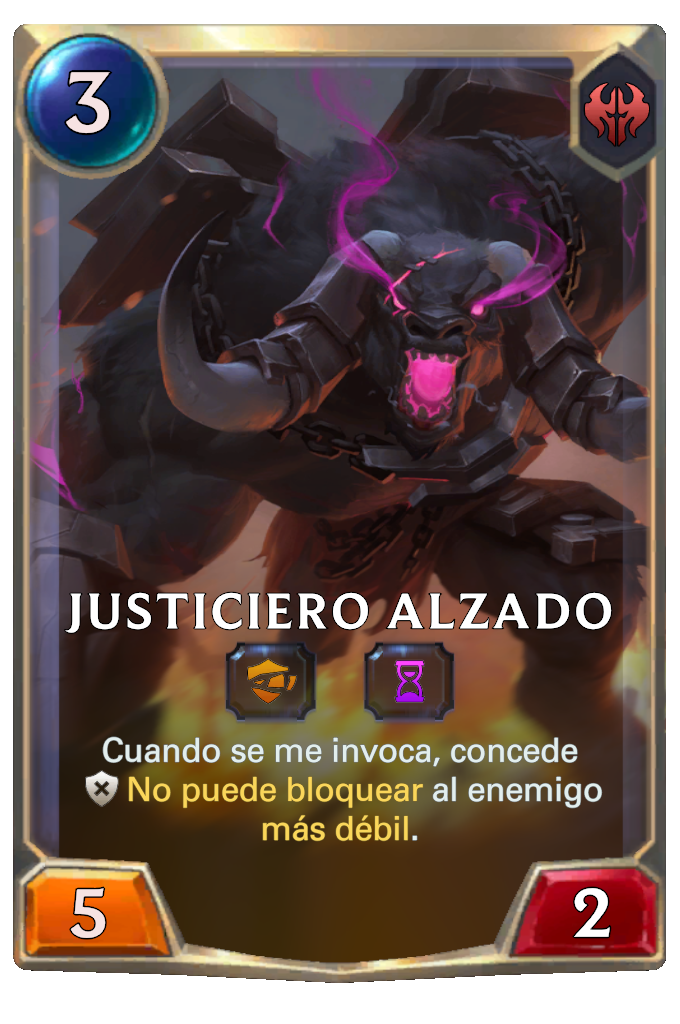 3
JUSTICIERO ALZADO
Cuando se me invoca, concede
No puede bloquear al enemigo
más débil.
5
2